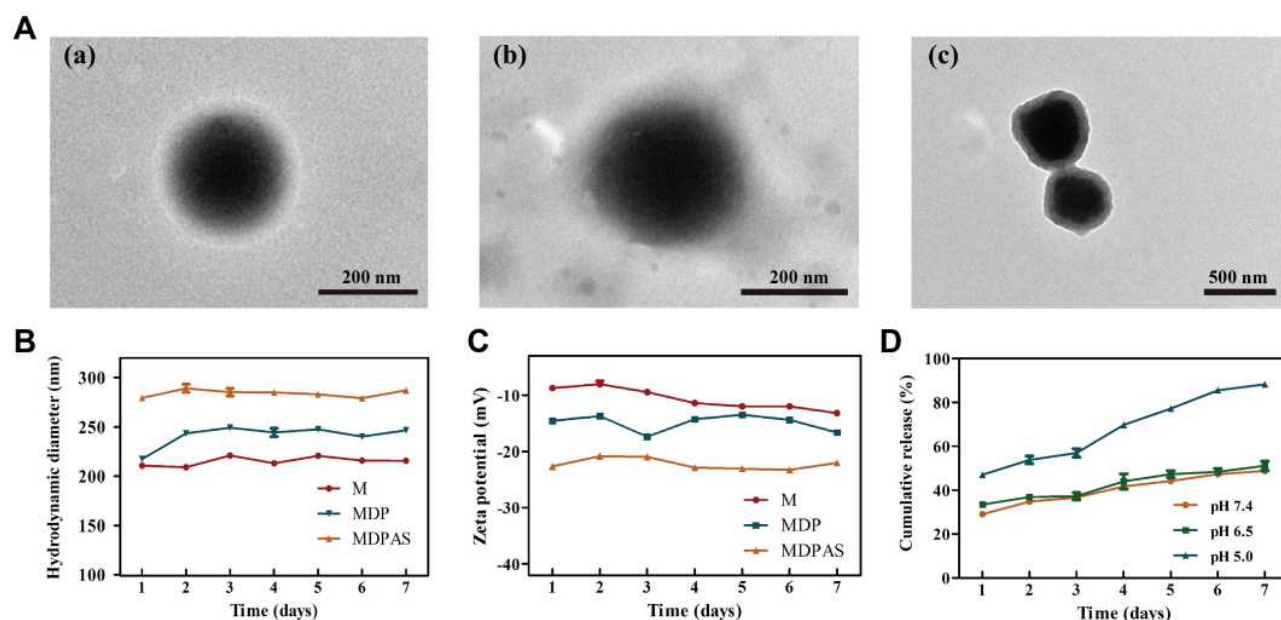 A
(a)
(b)
(c)
200 nm
200 nm
500 nm
B
Hydrodynamic diameter (nm)
300
250
200
150
100
M
MDP
MDPAS
1 2 3 4 5 6 7
Time (days)
C
Zeta potential (mV)
-10
-20
-30
-40
M
MDP
MDPAS
1 2 3 4 5 6 7
Time (days)
D
Cumulative release (%)
100
80
60
40
20
0
pH 7.4
pH 6.5
pH 5.0
1 2 3 4 5 6 7
Time (days)